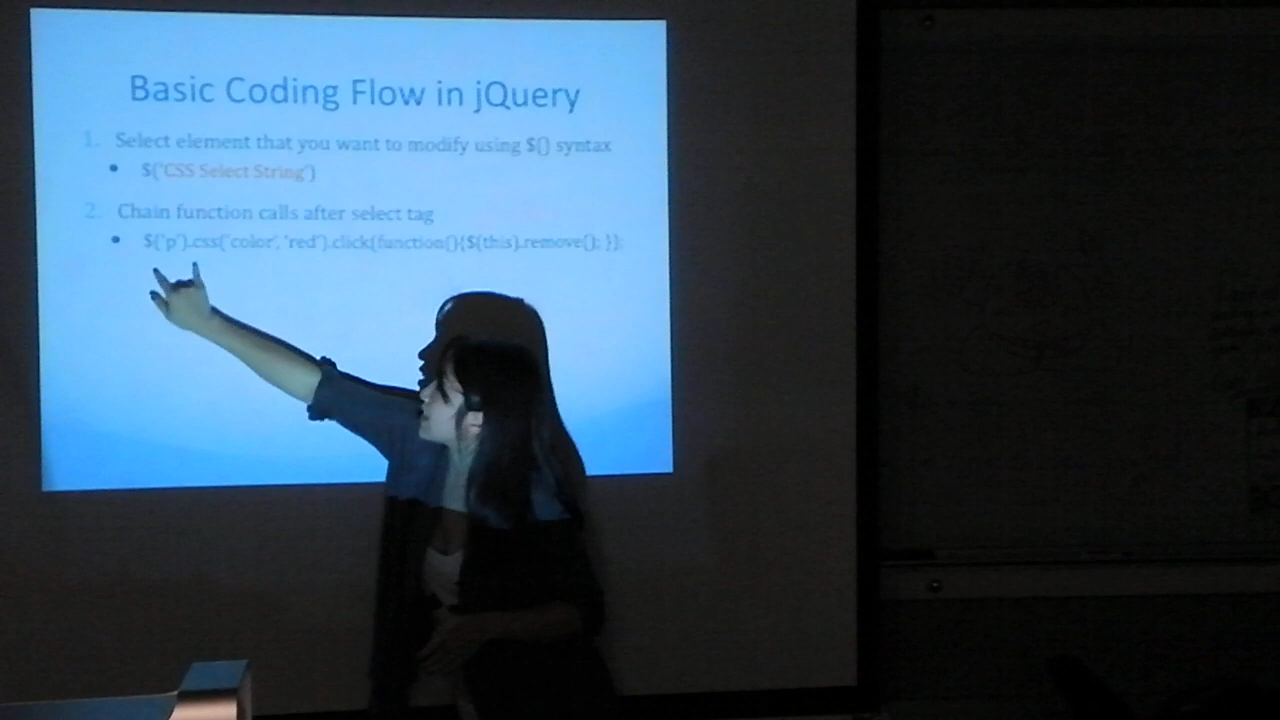 Basic Coding Flow in jQuery
1. Select element that you want to modify using $() syntax
• $('CSS Select String')
2. Chain function calls after select tag
• $('p').css('color', 'red').click(function(){$(this).remove(); });